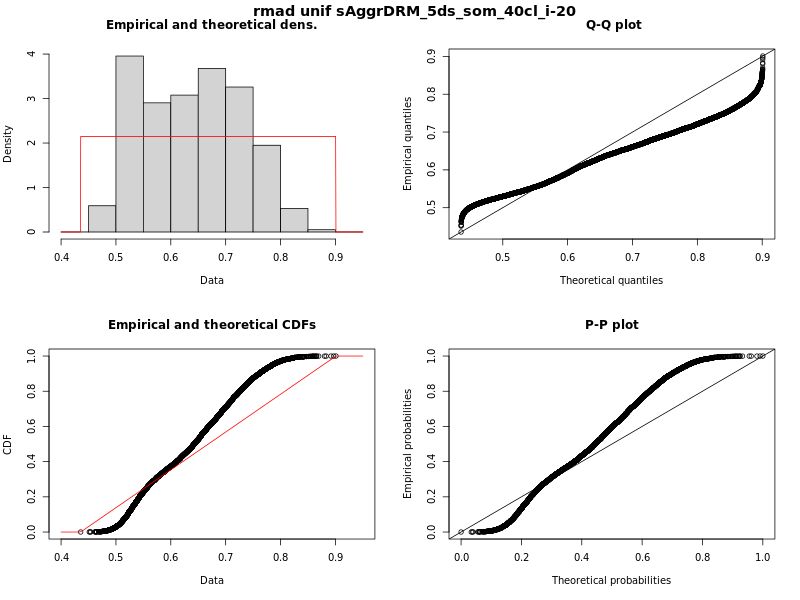 rmad unif sAggrDRM_5ds_som_40cl_i-20
Empirical and theoretical dens.
Density
0
1
2
3
4
0.4 0.5 0.6 0.7 0.8 0.9
Data
Q-Q plot
Empirical quantiles
0.5 0.6 0.7 0.8 0.9
0.5 0.6 0.7 0.8 0.9
Theoretical quantiles
Empirical and theoretical CDFs
CDF
0.0 0.2 0.4 0.6 0.8 1.0
0.4 0.5 0.6 0.7 0.8 0.9
Data
P-P plot
Empirical probabilities
0.0 0.2 0.4 0.6 0.8 1.0
0.0 0.2 0.4 0.6 0.8 1.0
Theoretical probabilities